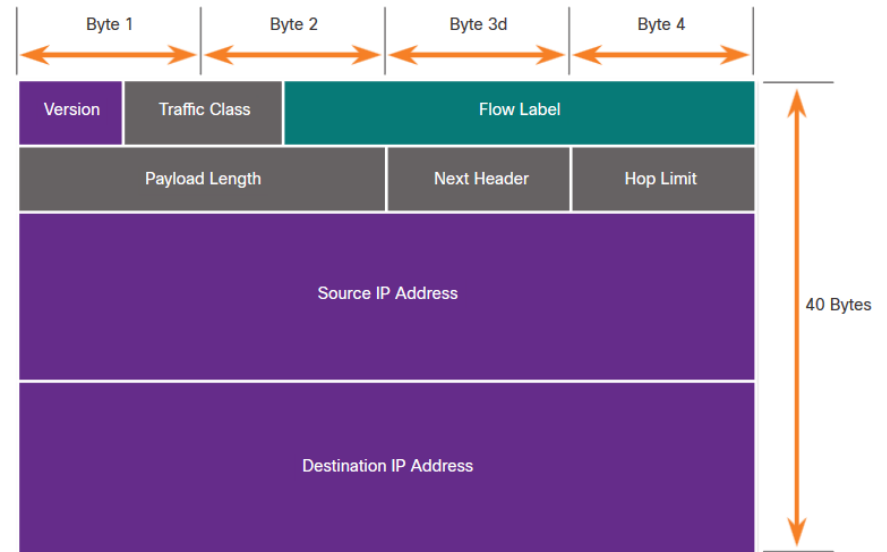 Byte 1 Byte 2 Byte 3d Byte 4
Version Traffic Class Flow Label
Payload Length Next Header Hop Limit
Source IP Address
40 Bytes
Destination IP Address